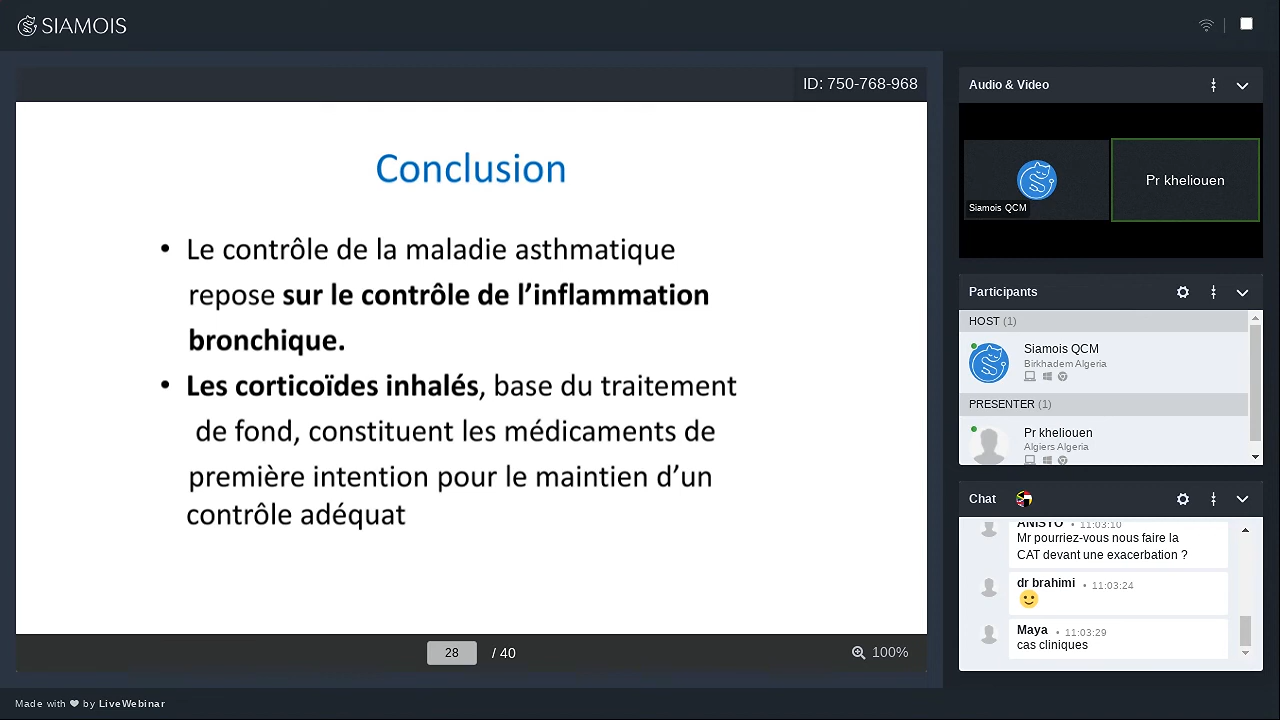 SIAMOIS
ID: 750-768-968
Conclusion
• Le contrôle de la maladie asthmatique
repose sur le contrôle de l’inflammation
bronchique.
• Les corticoïdes inhalés, base du traitement
de fond, constituent les médicaments de
première intention pour le maintien d’un
contrôle adéquat
28 / 40
100%
Made with ❤ by LiveWebinar
Audio & Video
Siamois QCM
Pr kheliouen
Participants
HOST (1)
Siamois QCM
Birkhadem Algeria
PRESENTER (1)
Pr kheliouen
Algiers Algeria
Chat
ANISTO • 11:03:10
Mr pourriez-vous nous faire la
CAT devant une exacerbation ?
dr brahimi • 11:03:24
🙂
Maya • 11:03:29
cas cliniques